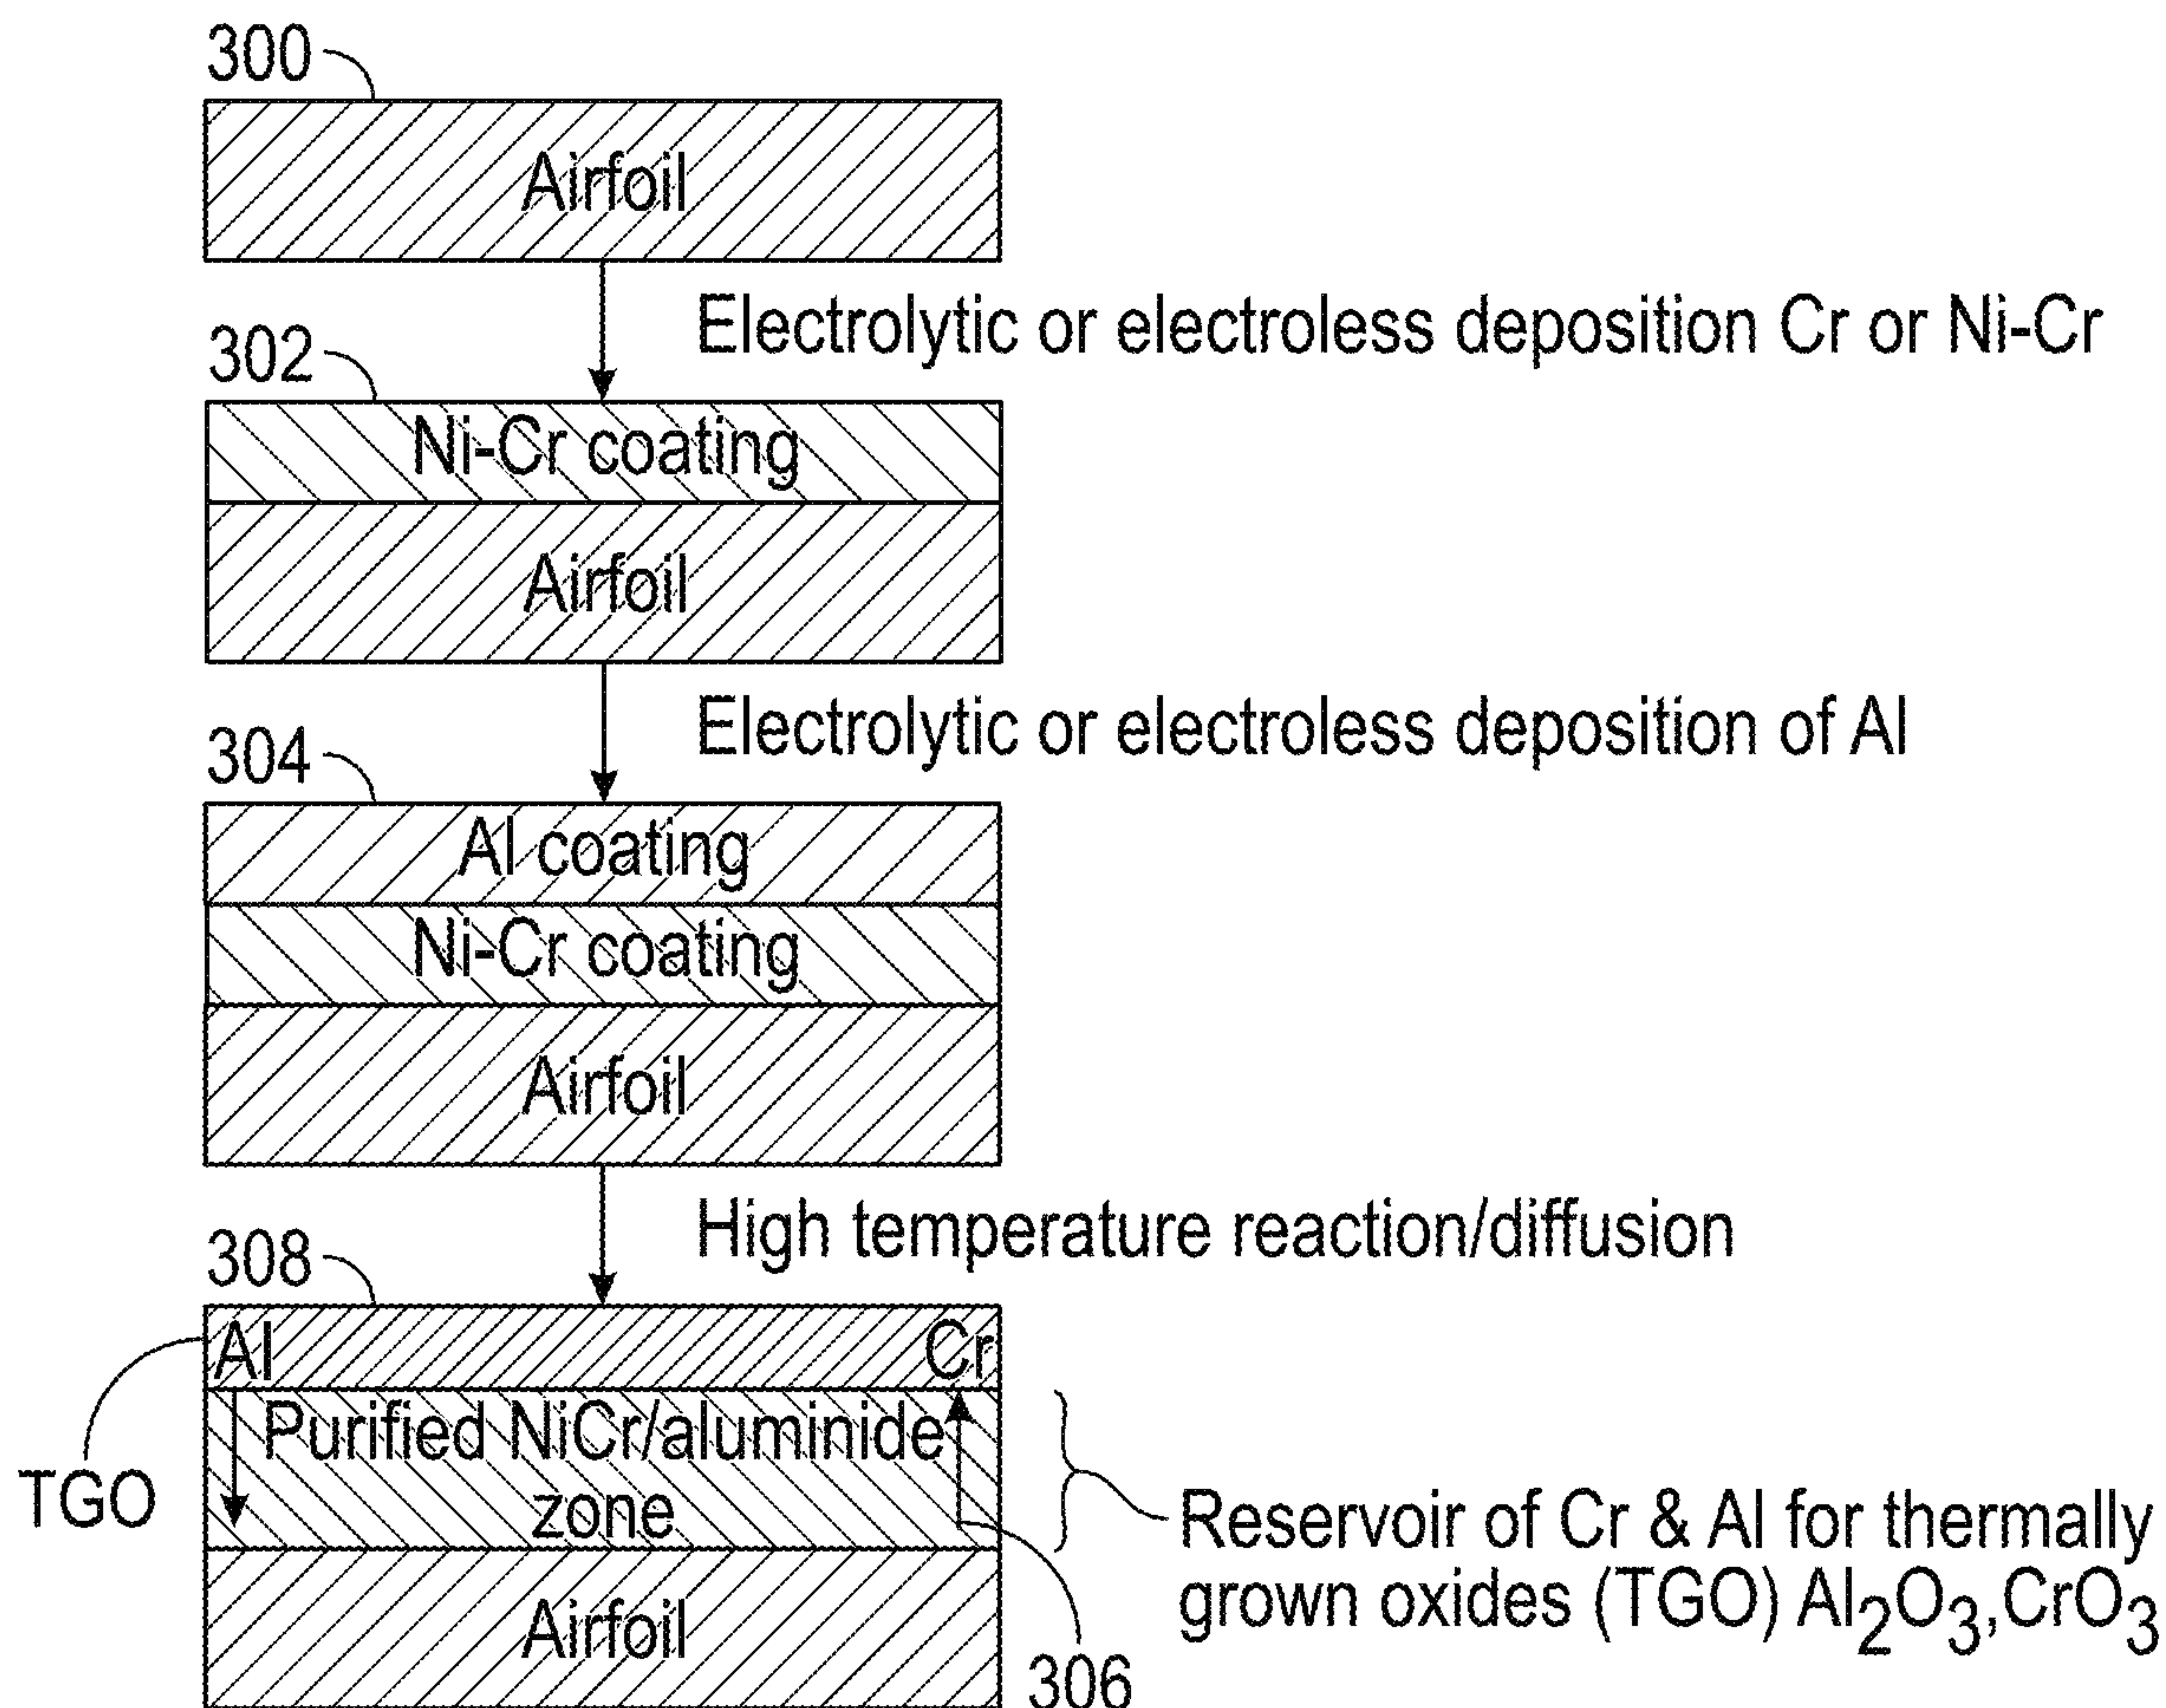 300
Airfoil
Electrolytic or electroless deposition Cr or Ni-Cr
302
Ni-Cr coating
Airfoil
Electrolytic or electroless deposition of Al
304
Al coating
Ni-Cr coating
Airfoil
High temperature reaction/diffusion
308
Al
Cr
Purified NiCr/aluminide
zone
TGO
Reservoir of Cr & Al for thermally
grown oxides (TGO) Al₂O₃,CrO₃
Airfoil
306